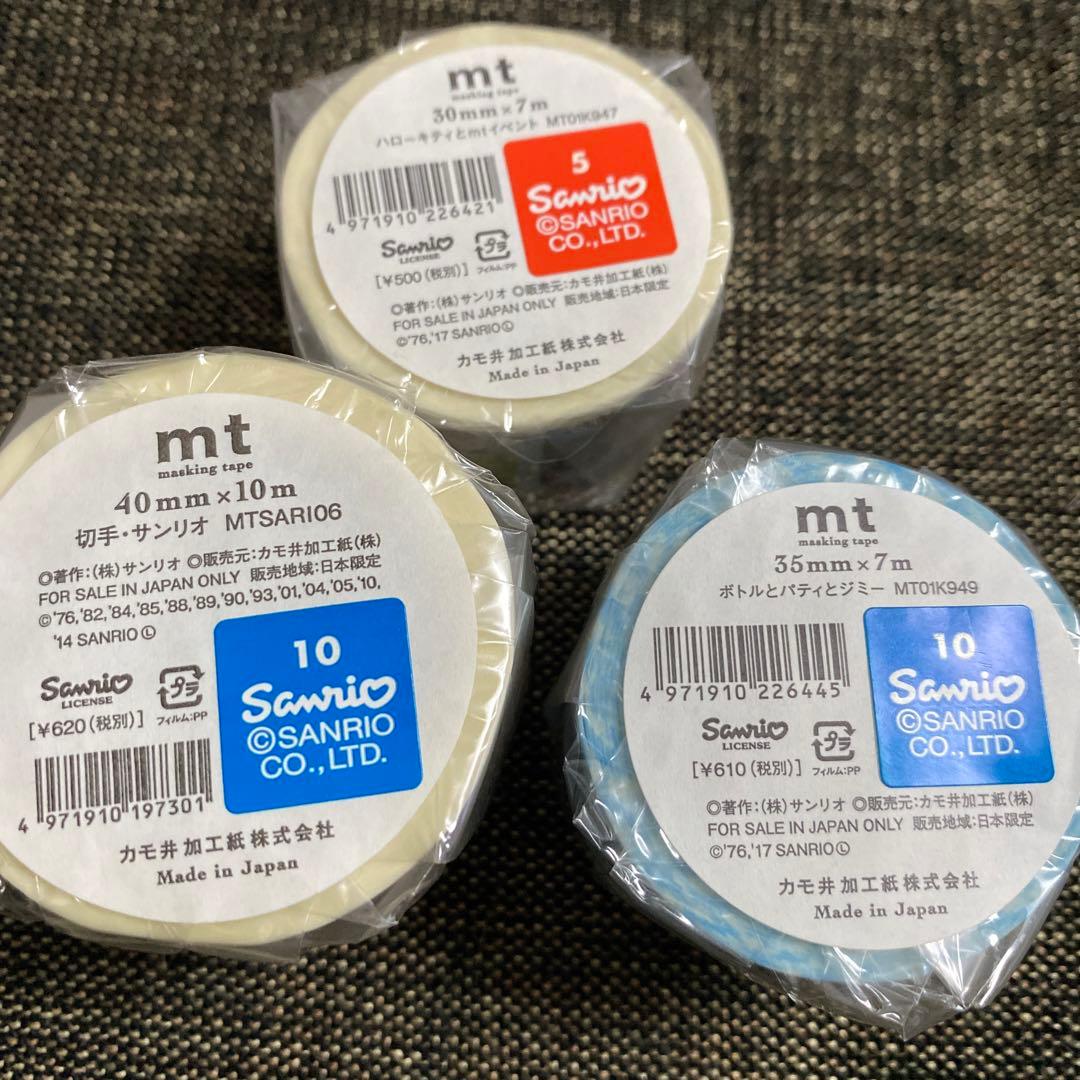 mt
masking tape
30mm×7m
ハローキティとmtイベント MT01K947
5
Sanrio
©SANRIO
CO.,LTD.
4 971910 226421
Sanrio
LICENSE
プラ
[¥500(税別)]
フィルム:PP
◎著作:(株)サンリオ ◎販売元:カモ井加工紙(株)
FOR SALE IN JAPAN ONLY 販売地域:日本限定
©'76,'17 SANRIO Ⓛ
カモ井加工紙株式会社
Made in Japan
mt
masking tape
40mm×10m
切手・サンリオ MTSARI06
◎著作:(株)サンリオ ◎販売元:カモ井加工紙(株)
FOR SALE IN JAPAN ONLY 販売地域:日本限定
©'76,'82,'84,'85,'88,'89,'90,'93,'01,'04,'05,'10,
'14 SANRIO Ⓛ
10
Sanrio
©SANRIO
CO.,LTD.
Sanrio
LICENSE
プラ
[¥620(税別)]
フィルム:PP
4 971910 197301
カモ井加工紙株式会社
Made in Japan
mt
masking tape
35mm×7m
ボトルとパティとジミー MT01K949
10
Sanrio
©SANRIO
CO.,LTD.
4 971910 226445
Sanrio
LICENSE
プラ
[¥610(税別)]
フィルム:PP
◎著作:(株)サンリオ ◎販売元:カモ井加工紙(株)
FOR SALE IN JAPAN ONLY 販売地域:日本限定
©'76,'17 SANRIO Ⓛ
カモ井加工紙株式会社
Made in Japan